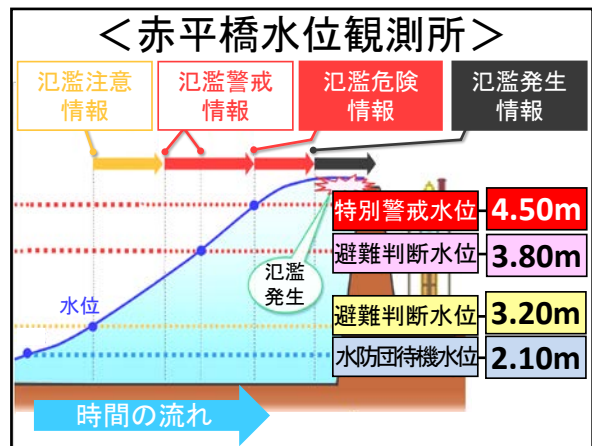 ＜赤平橋水位観測所＞
氾濫注意
情報
氾濫警戒
情報
氾濫危険
情報
氾濫発生
情報
特別警戒水位 4.50m
避難判断水位 3.80m
氾濫
発生
水位
避難判断水位 3.20m
水防団待機水位 2.10m
時間の流れ